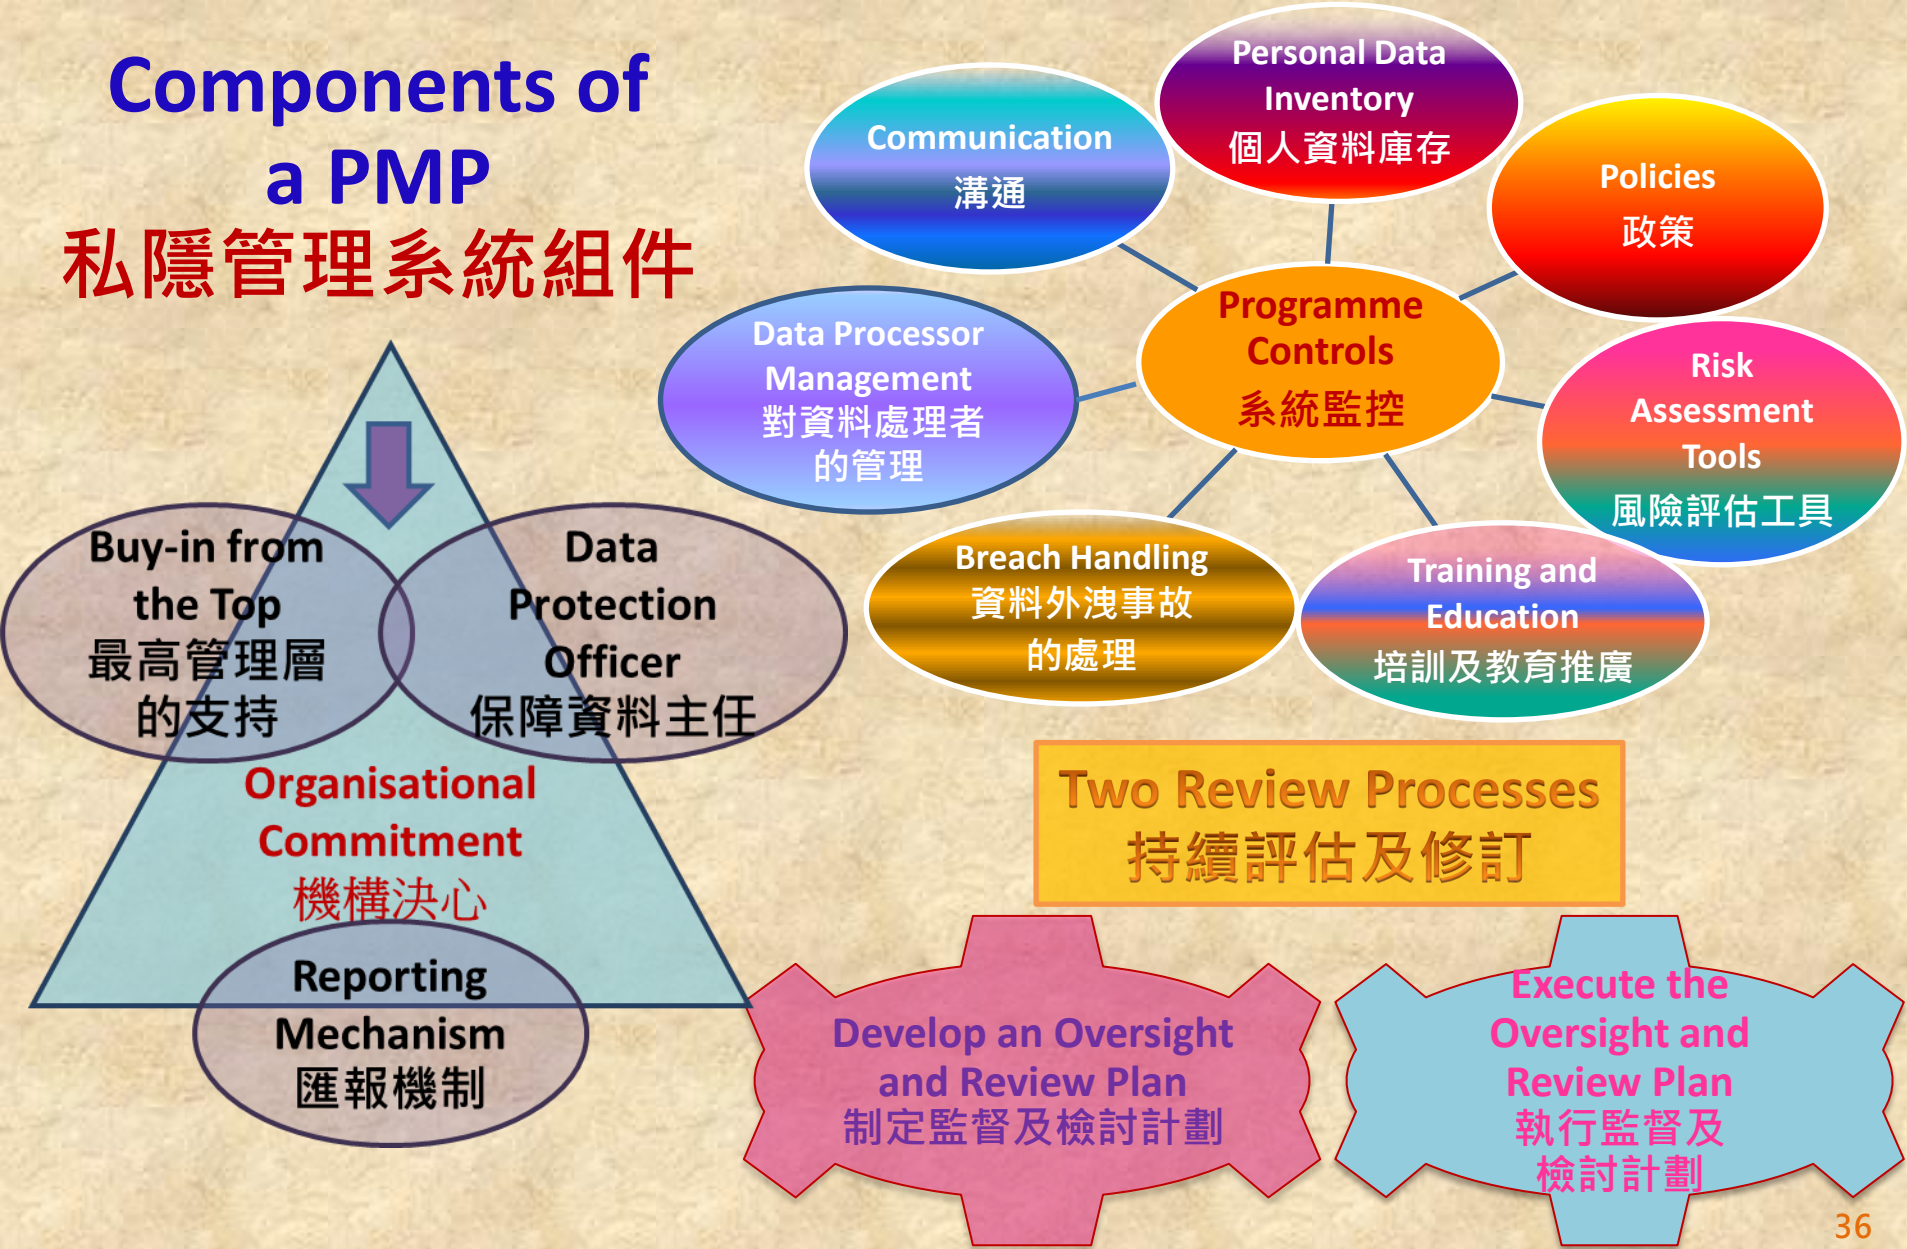 Components of
a PMP
私隱管理系統組件
Buy-in from
the Top
最高管理層
的支持
Data
Protection
Officer
保障資料主任
Organisational
Commitment
機構決心
Reporting
Mechanism
匯報機制
Personal Data
Inventory
個人資料庫存
Communication
溝通
Policies
政策
Programme
Controls
系統監控
Data Processor
Management
對資料處理者
的管理
Risk
Assessment
Tools
風險評估工具
Breach Handling
資料外洩事故
的處理
Training and
Education
培訓及教育推廣
Two Review Processes
持續評估及修訂
Develop an Oversight
and Review Plan
制定監督及檢討計劃
Execute the
Oversight and
Review Plan
執行監督及
檢討計劃
36